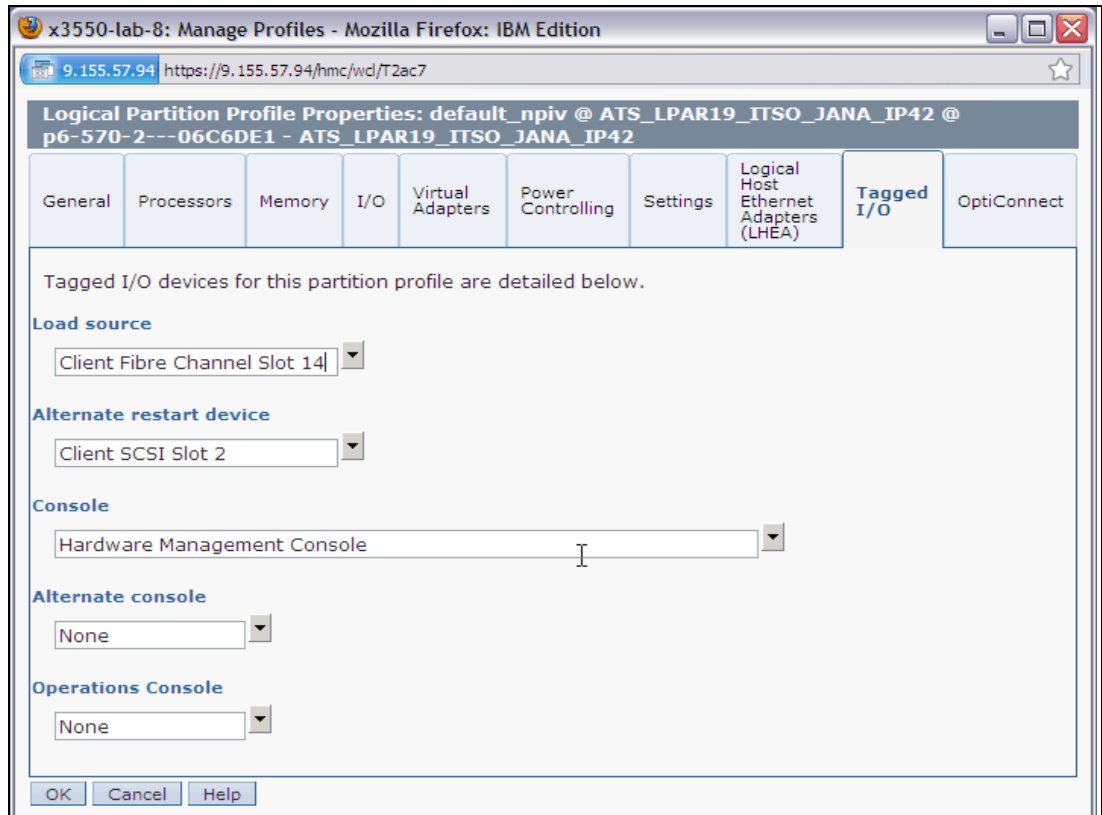 x3550-lab-8: Manage Profiles - Mozilla Firefox: IBM Edition
9.155.57.94 https://9.155.57.94/hmc/wcl/T2ac7
Logical Partition Profile Properties: default_npiv @ ATS_LPAR19_ITSO_JANA_IP42 @
p6-570-2---06C6DE1 - ATS_LPAR19_ITSO_JANA_IP42
General
Processors
Memory
I/O
Virtual
Adapters
Power
Controlling
Settings
Logical
Host
Ethernet
Adapters
(LHEA)
Tagged
I/O
OptiConnect
Tagged I/O devices for this partition profile are detailed below.
Load source
Client Fibre Channel Slot 14
Alternate restart device
Client SCSI Slot 2
Console
Hardware Management Console
Alternate console
None
Operations Console
None
OK Cancel Help